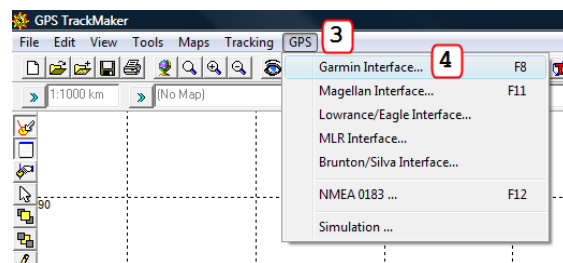 GPS TrackMaker
File Edit View Tools Maps Tracking GPS 3
Garmin Interface... 4 F8
1:1000 km (No Map) Magellan Interface... F11
Lowrance/Eagle Interface...
MLR Interface...
Brunton/Silva Interface...
90 NMEA 0183 ... F12
Simulation ...